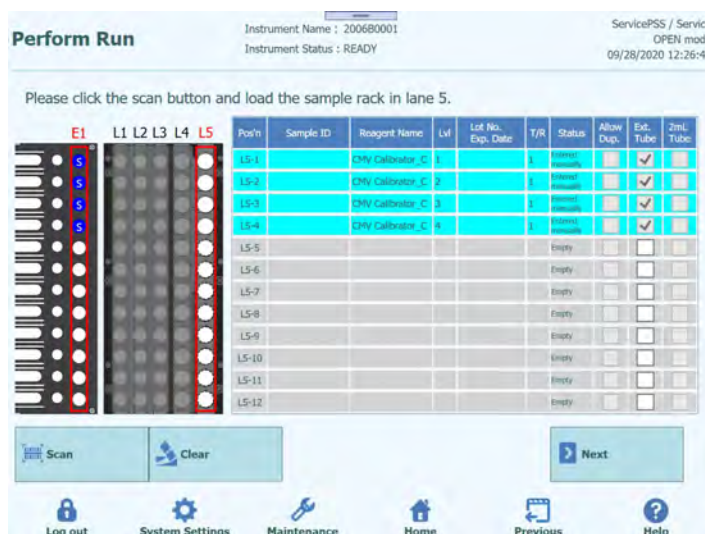 Perform Run
Instrument Name : 200680001
Instrument Status : READY
ServicePSS / Servic
OPEN mod
09/28/2020 12:26:4
Please click the scan button and load the sample rack in lane 5.
E1 L1 L2 L3 L4 L5
Pos'n Sample ID Reagent Name Lvl Lot No. Exp. Date T/R Status Allow Dup. Ext. Tube 2mL Tube
L5-1 CMV Calibrator_C 1 1 Entered manually
L5-2 CMV Calibrator_C 2 1 Entered manually
L5-3 CMV Calibrator_C 3 1 Entered manually
L5-4 CMV Calibrator_C 4 1 Entered manually
L5-5 Empty
L5-6 Empty
L5-7 Empty
L5-8 Empty
L5-9 Empty
L5-10 Empty
L5-11 Empty
L5-12 Empty
S
S
S
S
Scan
Clear
Next
Log out
System Settings
Maintenance
Home
Previous
Help